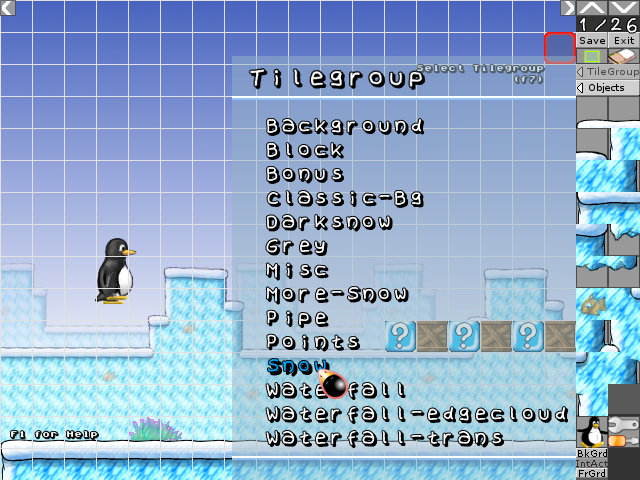 1/26
Save Exit
Select Tilegroup
(f7)
Tilegroup
TileGroup
Objects
Background
Block
Bonus
Classic-Bg
Darksnow
Grey
Misc
More-Snow
Pipe
Points
? ? ?
Snow
Waterfall
Waterfall-edgecloud
Waterfall-trans
F1 for Help
BkGrd
IntAct
FrGrd